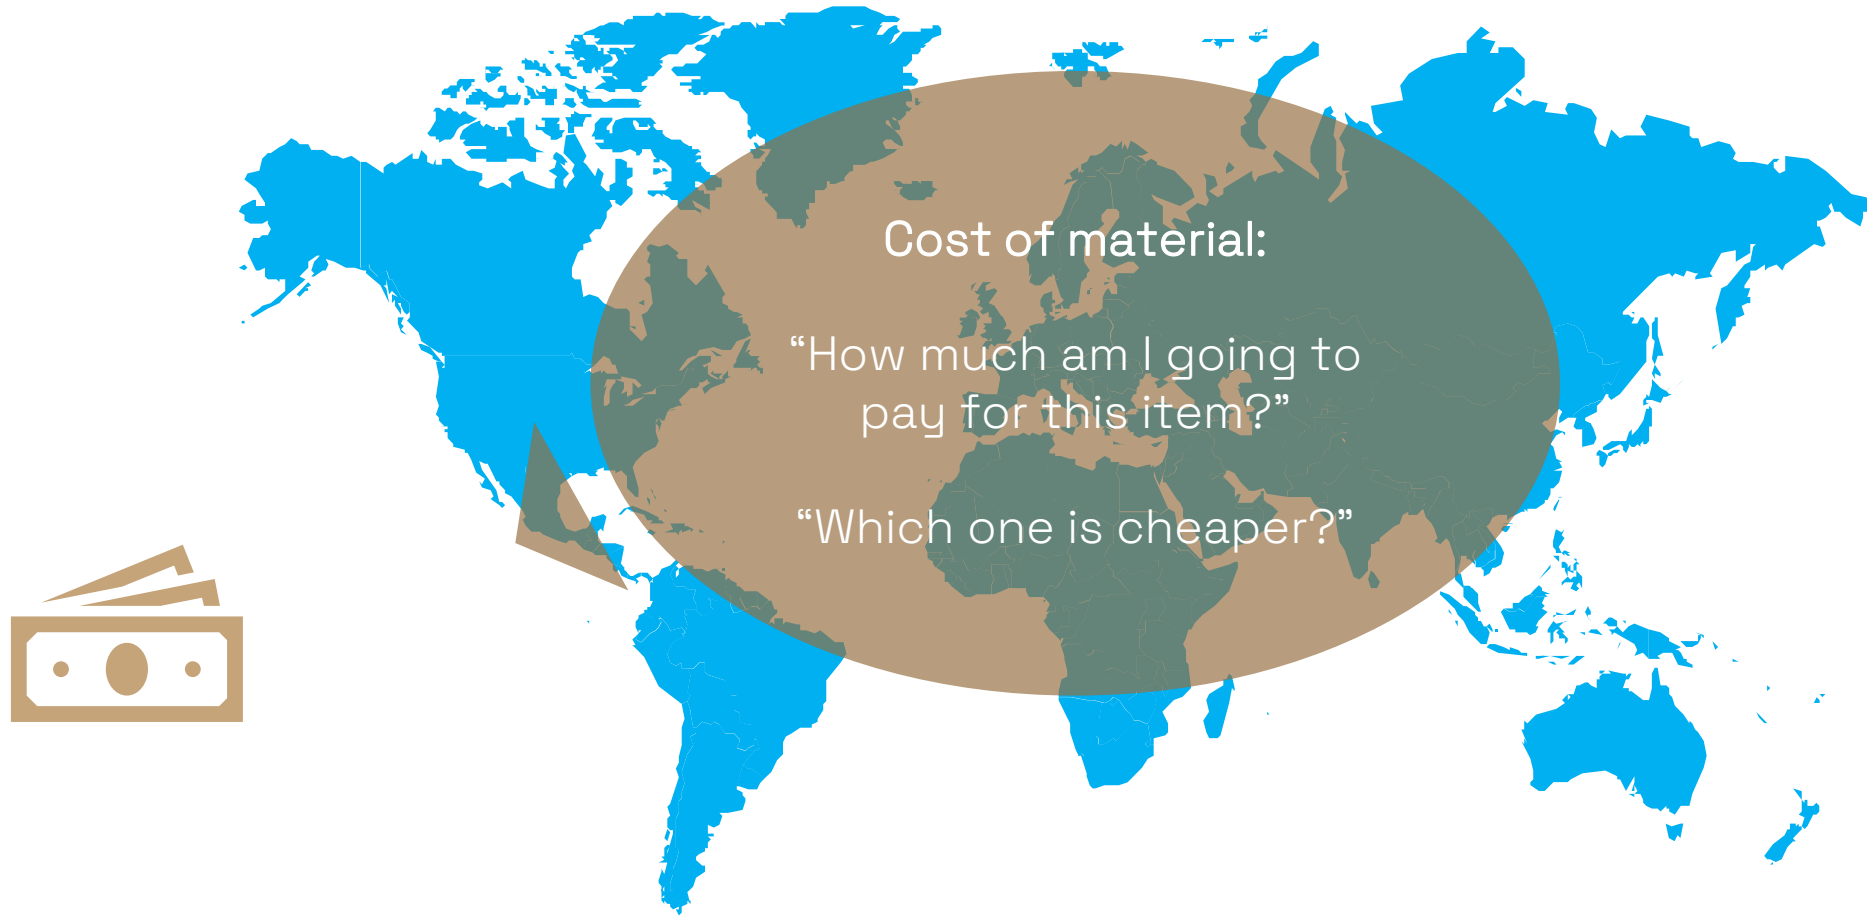 Cost of material:
“How much am I going to
pay for this item?”
“Which one is cheaper?”